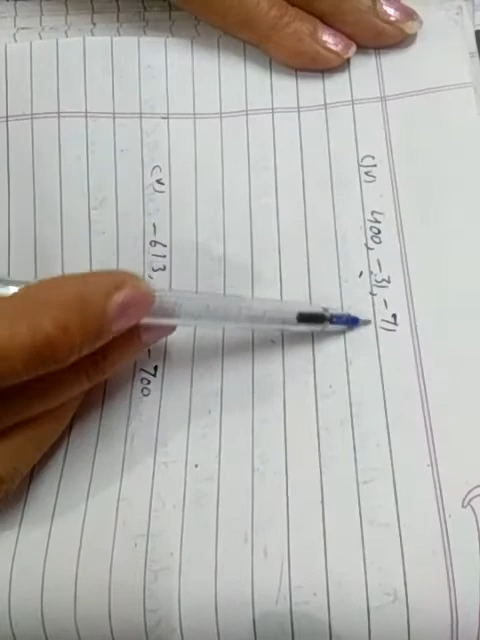 (iv) 400, -31, -71
(v) -613, -700